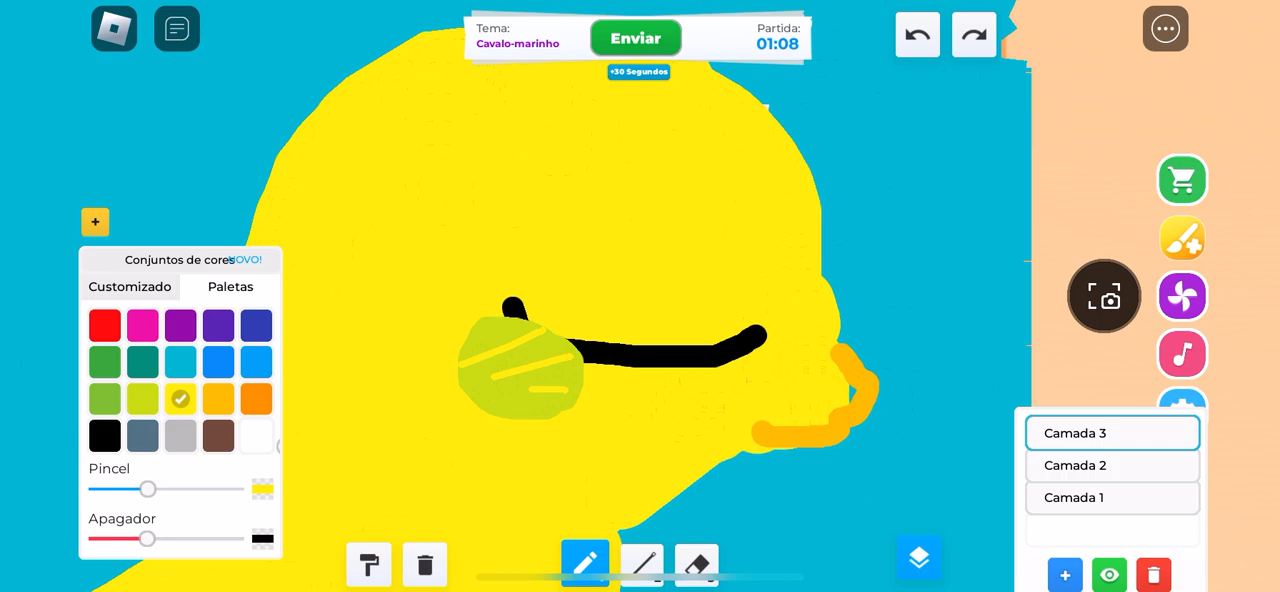 Tema:
Cavalo-marinho
Enviar
Partida:
01:08
+30 Segundos
+
Conjuntos de cores
NOVO!
Customizado
Paletas
Pincel
Apagador
Camada 3
Camada 2
Camada 1
+